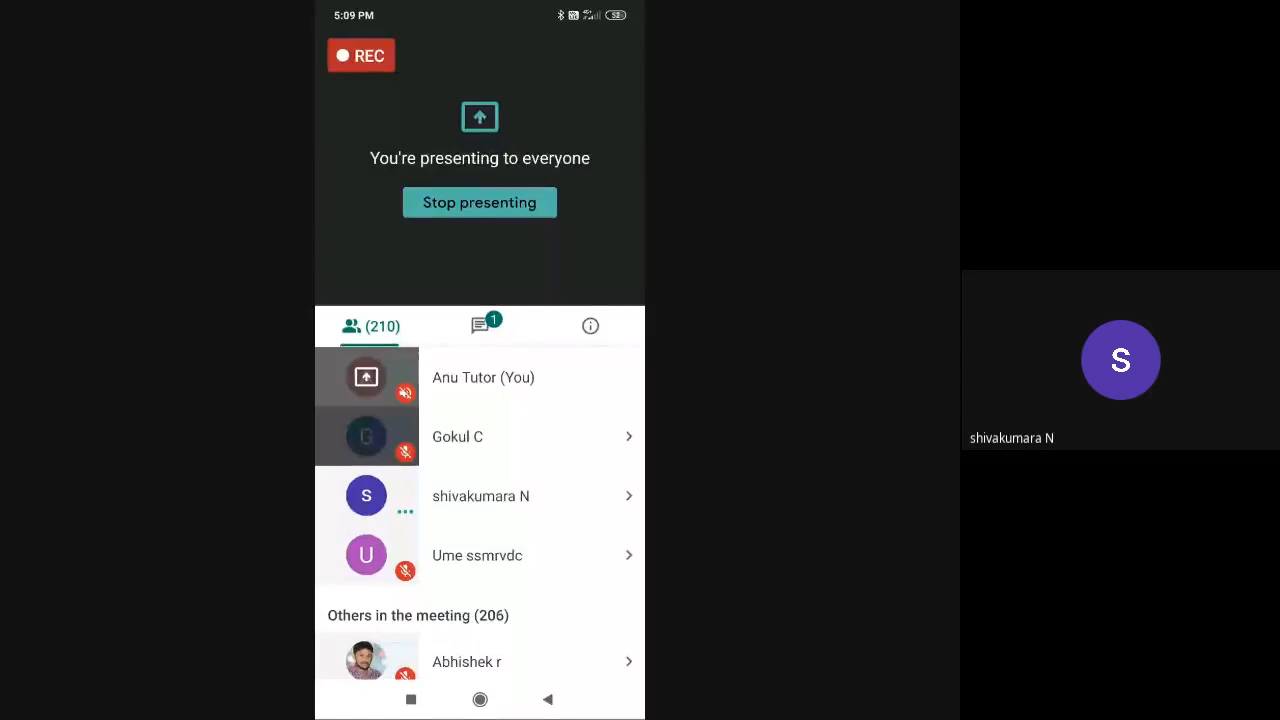 5:09 PM
52
REC
You're presenting to everyone
Stop presenting
(210)
1
Anu Tutor (You)
G
Gokul C
S
shivakumara N
U
Ume ssmrvdc
Others in the meeting (206)
Abhishek r
S
shivakumara N